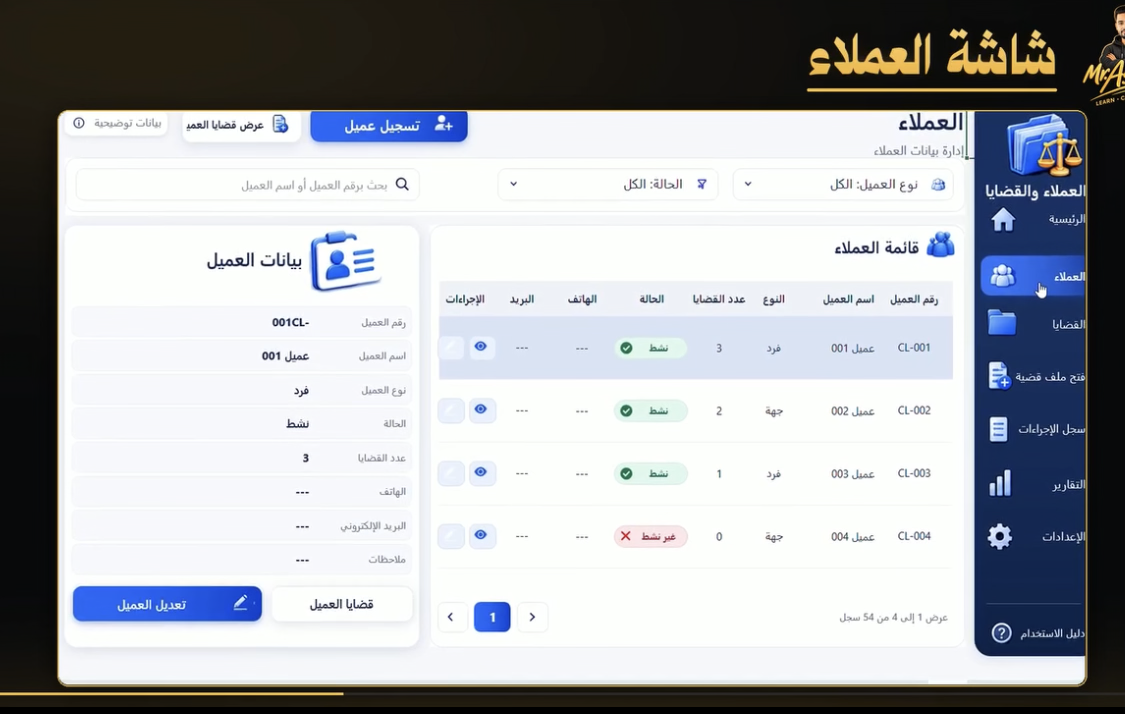 شاشة العملاء
العملاء والقضايا
الرئيسية
العملاء
القضايا
فتح ملف قضية
سجل الإجراءات
التقارير
الإعدادات
دليل الاستخدام
العملاء
إدارة بيانات العملاء
تسجيل عميل
عرض قضايا العميـ
بيانات توضيحية
نوع العميل: الكل
الحالة: الكل
بحث برقم العميل أو اسم العميل
قائمة العملاء
رقم العميل اسم العميل النوع عدد القضايا الحالة الهاتف البريد الإجراءات
CL-001 عميل 001 فرد 3 نشط --- ---
CL-002 عميل 002 جهة 2 نشط --- ---
CL-003 عميل 003 فرد 1 نشط --- ---
CL-004 عميل 004 جهة 0 غير نشط --- ---
عرض 1 إلى 4 من 54 سجل
1
بيانات العميل
رقم العميل 001CL-
اسم العميل عميل 001
نوع العميل فرد
الحالة نشط
عدد القضايا 3
الهاتف ---
البريد الإلكتروني ---
ملاحظات ---
قضايا العميل
تعديل العميل